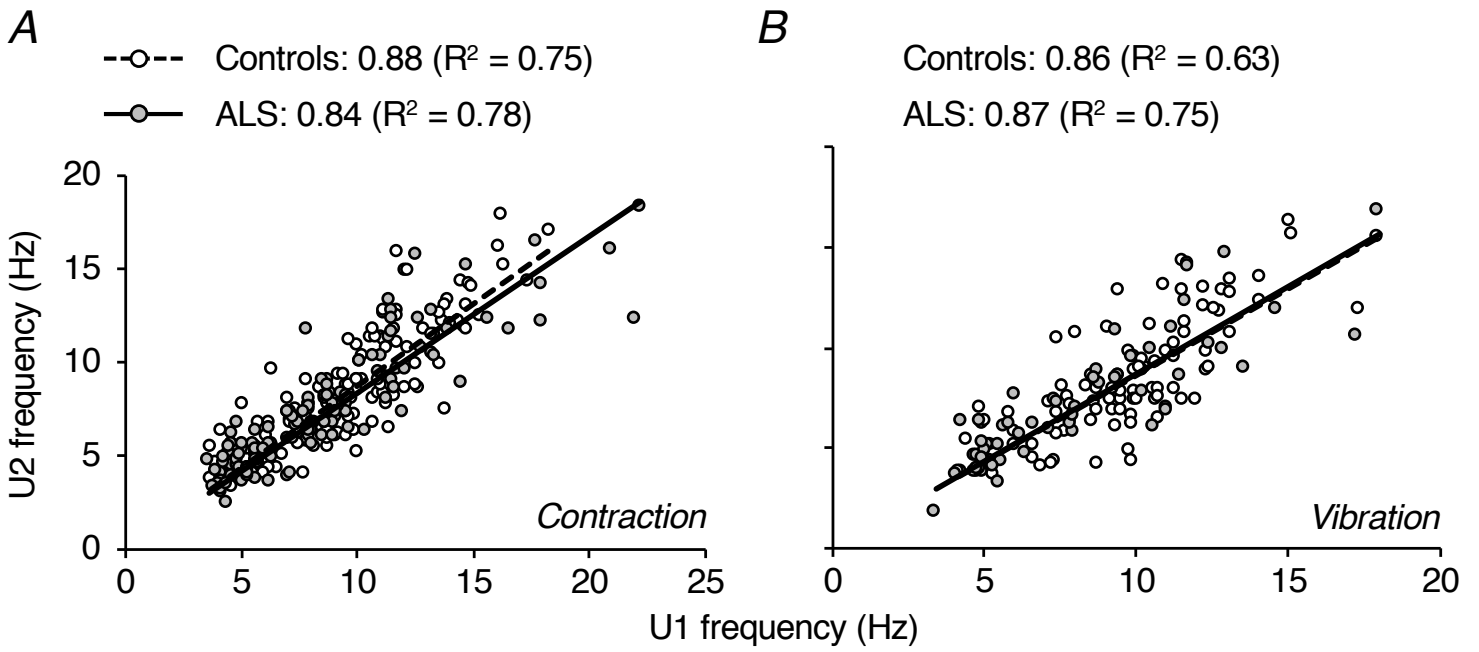 A
Controls: 0.88 (R² = 0.75)
ALS: 0.84 (R² = 0.78)
20
15
10
5
0
0 5 10 15 20 25
U2 frequency (Hz)
Contraction
B
Controls: 0.86 (R² = 0.63)
ALS: 0.87 (R² = 0.75)
0 5 10 15 20
Vibration
U1 frequency (Hz)